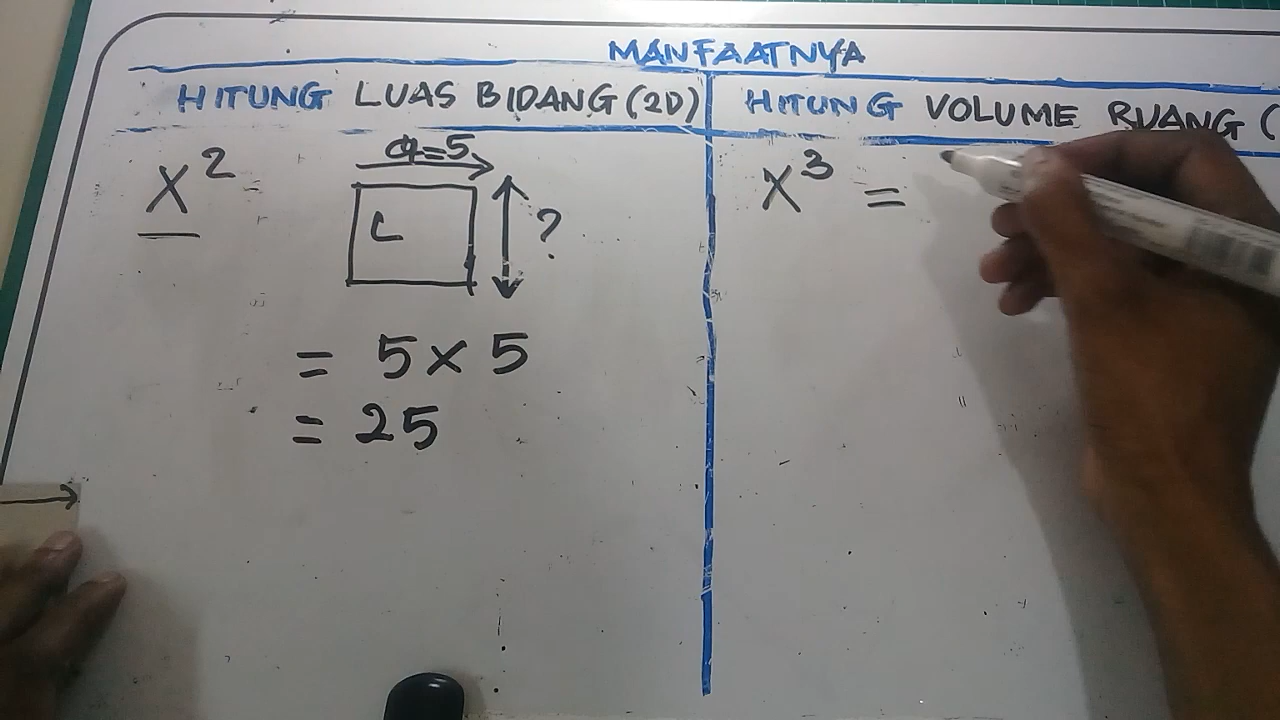 MANFAATNYA
HITUNG LUAS BIDANG (2D)
HITUNG VOLUME RUANG (
x² =
a=5
L
?
= 5 x 5
= 25
x³ =